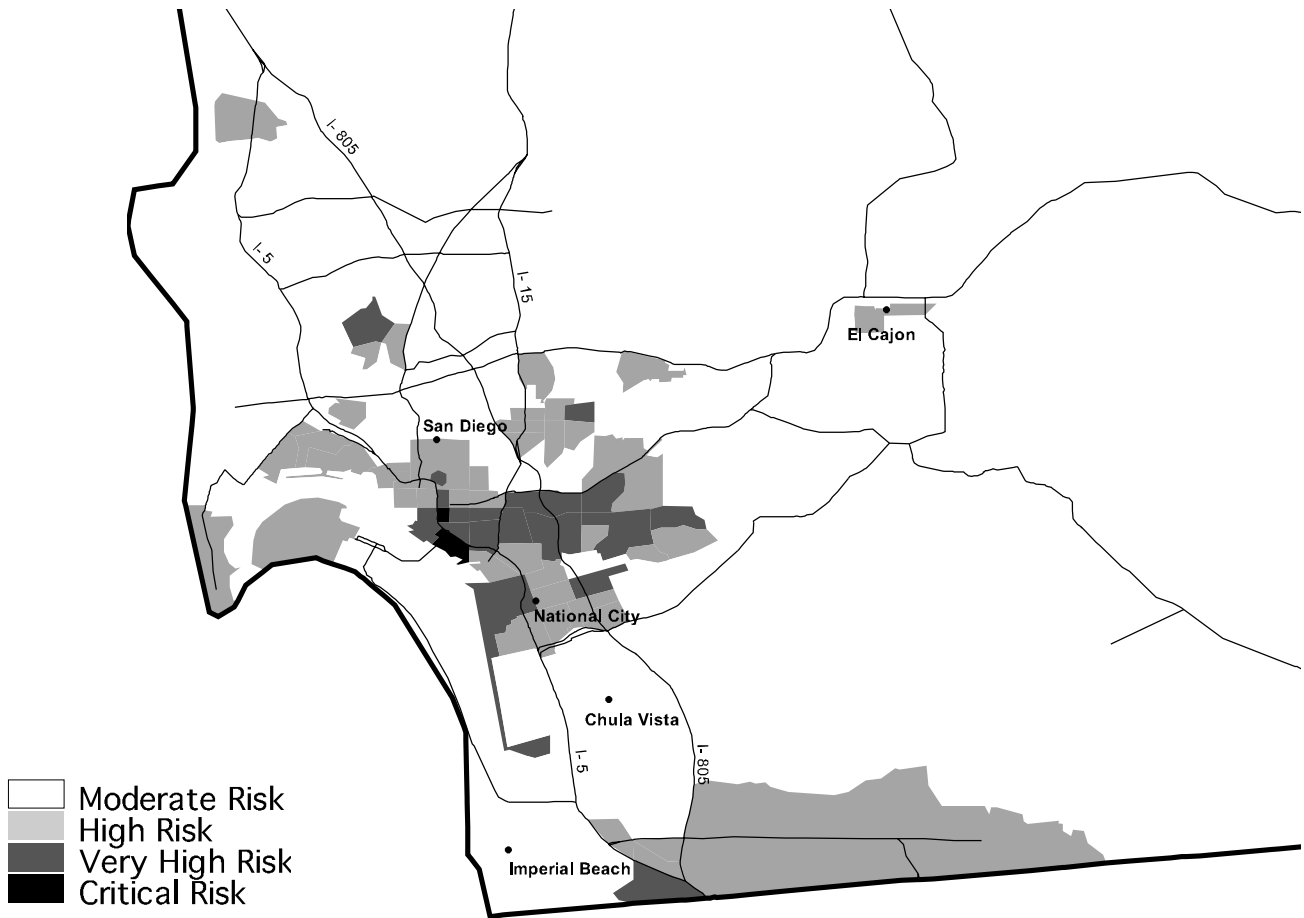 I- 805
I- 5
I- 15
El Cajon
San Diego
National City
Chula Vista
I- 5
I- 805
Imperial Beach
Moderate Risk
High Risk
Very High Risk
Critical Risk